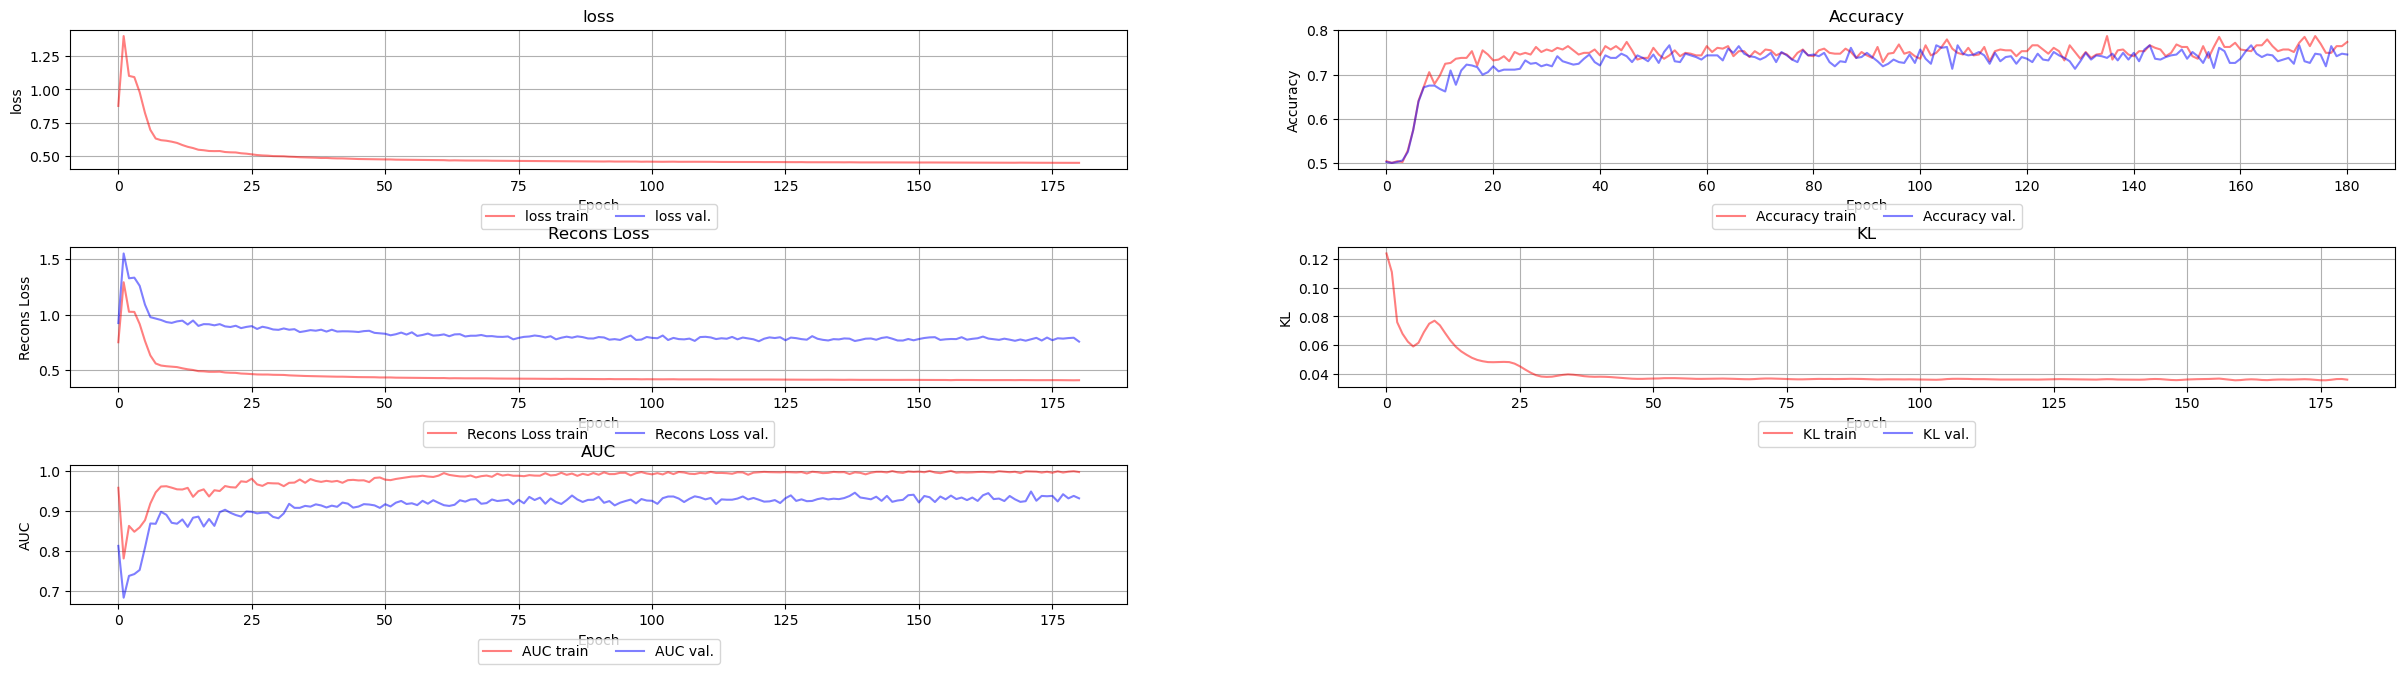 loss
loss
1.25
1.00
0.75
0.50
0 25 50 75 100 125 150 175
Epoch
loss train loss val.
Accuracy
Accuracy
0.8
0.7
0.6
0.5
0 20 40 60 80 100 120 140 160 180
Epoch
Accuracy train Accuracy val.
Recons Loss
Recons Loss
1.5
1.0
0.5
0 25 50 75 100 125 150 175
Epoch
Recons Loss train Recons Loss val.
KL
KL
0.12
0.10
0.08
0.06
0.04
0 25 50 75 100 125 150 175
Epoch
KL train KL val.
AUC
AUC
1.0
0.9
0.8
0.7
0 25 50 75 100 125 150 175
Epoch
AUC train AUC val.